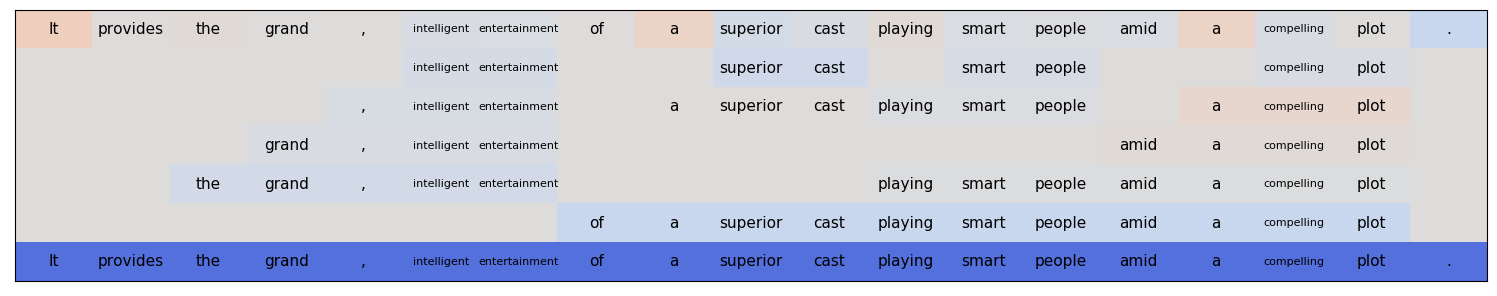 It provides the grand , intelligent entertainment of a superior cast playing smart people amid a compelling plot .
intelligent entertainment superior cast smart people compelling plot
, intelligent entertainment a superior cast playing smart people a compelling plot
grand , intelligent entertainment amid a compelling plot
the grand , intelligent entertainment playing smart people amid a compelling plot
of a superior cast playing smart people amid a compelling plot
It provides the grand , intelligent entertainment of a superior cast playing smart people amid a compelling plot .